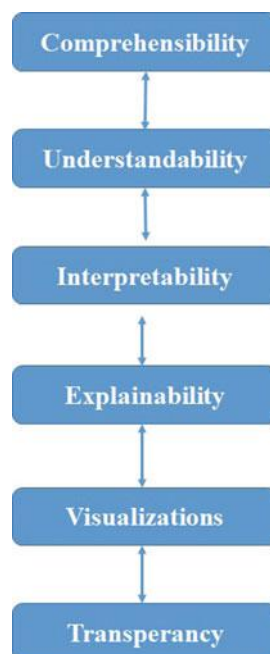 Comprehensibility
Understandability
Interpretability
Explainability
Visualizations
Transperancy